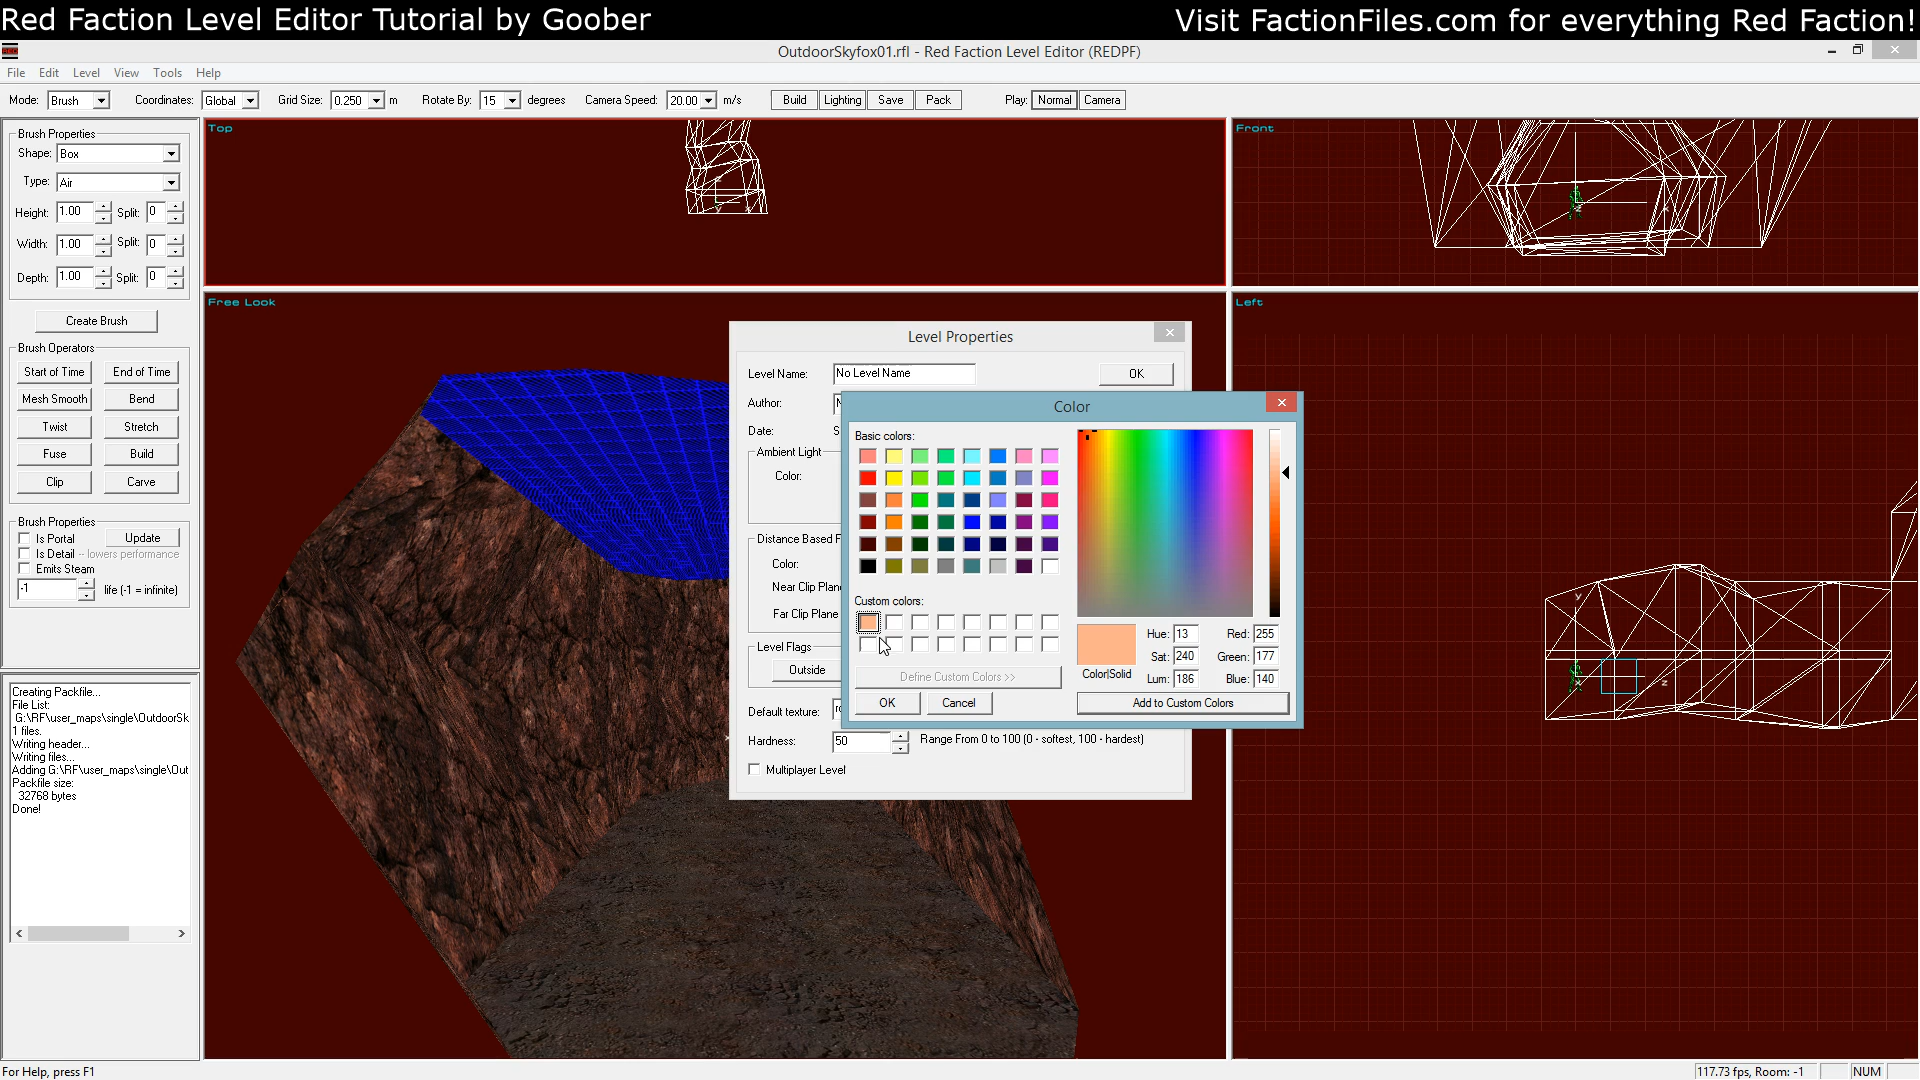 Red Faction Level Editor Tutorial by Goober
Visit FactionFiles.com for everything Red Faction!
OutdoorSkyfox01.rfl - Red Faction Level Editor (REDPF)
File Edit Level View Tools Help
Mode: Brush Coordinates: Global Grid Size: 0.250 m Rotate By: 15 degrees Camera Speed: 20.00 m/s Build Lighting Save Pack Play: Normal Camera
Brush Properties
Shape: Box
Type: Air
Height: 1.00 Split: 0
Width: 1.00 Split: 0
Depth: 1.00 Split: 0
Create Brush
Brush Operators
Start of Time End of Time
Mesh Smooth Bend
Twist Stretch
Fuse Build
Clip Carve
Brush Properties
Is Portal Update
Is Detail -- lowers performance
Emits Steam
-1 life (-1 = infinite)
Creating Packfile...
File List:
G:\RF\user_maps\single\OutdoorSk
1 files.
Writing header...
Writing files...
Adding G:\RF\user_maps\single\Out
Packfile size:
32768 bytes
Done!
Top
Front
Free Look
Left
Level Properties
Level Name: No Level Name OK
Author:
Date:
Ambient Light
Color:
Distance Based F
Color:
Near Clip Plan
Far Clip Plane
Level Flags
Outside
Default texture:
Hardness: 50 Range From 0 to 100 (0 - softest, 100 - hardest)
Multiplayer Level
Color
Basic colors:
Custom colors:
Define Custom Colors >>
OK Cancel
Color|Solid
Hue: 13 Red: 255
Sat: 240 Green: 177
Lum: 186 Blue: 140
Add to Custom Colors
y
z
x
For Help, press F1
117.73 fps, Room: -1 NUM